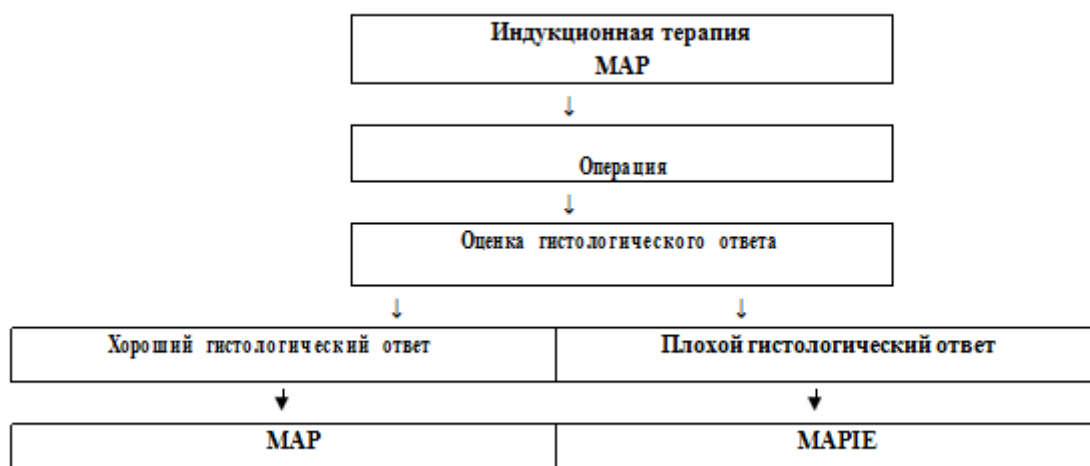 Индукционная терапия
MAP
↓
Операция
↓
Оценка гистологического ответа
↓ ↓
Хороший гистологический ответ Плохой гистологический ответ
MAP MAPIE